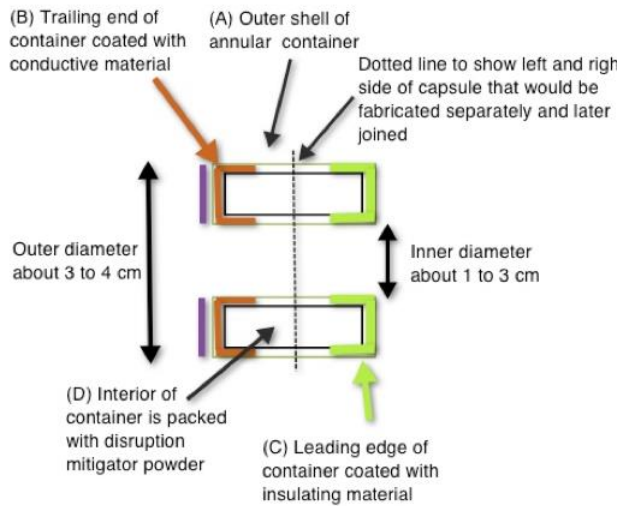 (B) Trailing end of
container coated with
conductive material
(A) Outer shell of
annular container
Dotted line to show left and righ
side of capsule that would be
fabricated separately and later
joined
Outer diameter
about 3 to 4 cm
Inner diameter
about 1 to 3 cm
(D) Interior of
container is packed
with disruption
mitigator powder
(C) Leading edge of
container coated with
insulating material